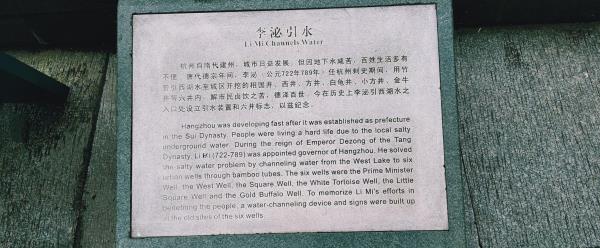 李泌引水
Li Mi Channels Water
杭州自隋代建州，城市日益发展，但因地下水咸苦，百姓生活多有
不便。唐代德宗年间，李泌（公元722年789年）任杭州刺史期间，用竹
管引西湖水至城区开挖的相国井、西井、方井、白龟井、小方井、金牛
井等六井内，解市民卤饮之苦，德泽百世。今在历史上李泌引西湖水之
入口处设立引水装置和六井标志，以兹纪念。
Hangzhou was developing fast after it was established as prefecture
in the Sui Dynasty. People were living a hard life due to the local salty
underground water. During the reign of Emperor Dezong of the Tang
Dynasty, Li Mi (722-789) was appointed governor of Hangzhou. He solved
the salty water problem by channeling water from the West Lake to six
urban wells through bamboo tubes. The six wells were the Prime Minister
Well, the West Well, the Square Well, the White Tortoise Well, the Little
Square Well and the Gold Buffalo Well. To memorize Li Mi's efforts in
benefiting the people, a water-channeling device and signs were built up
in the old sites of the six wells.